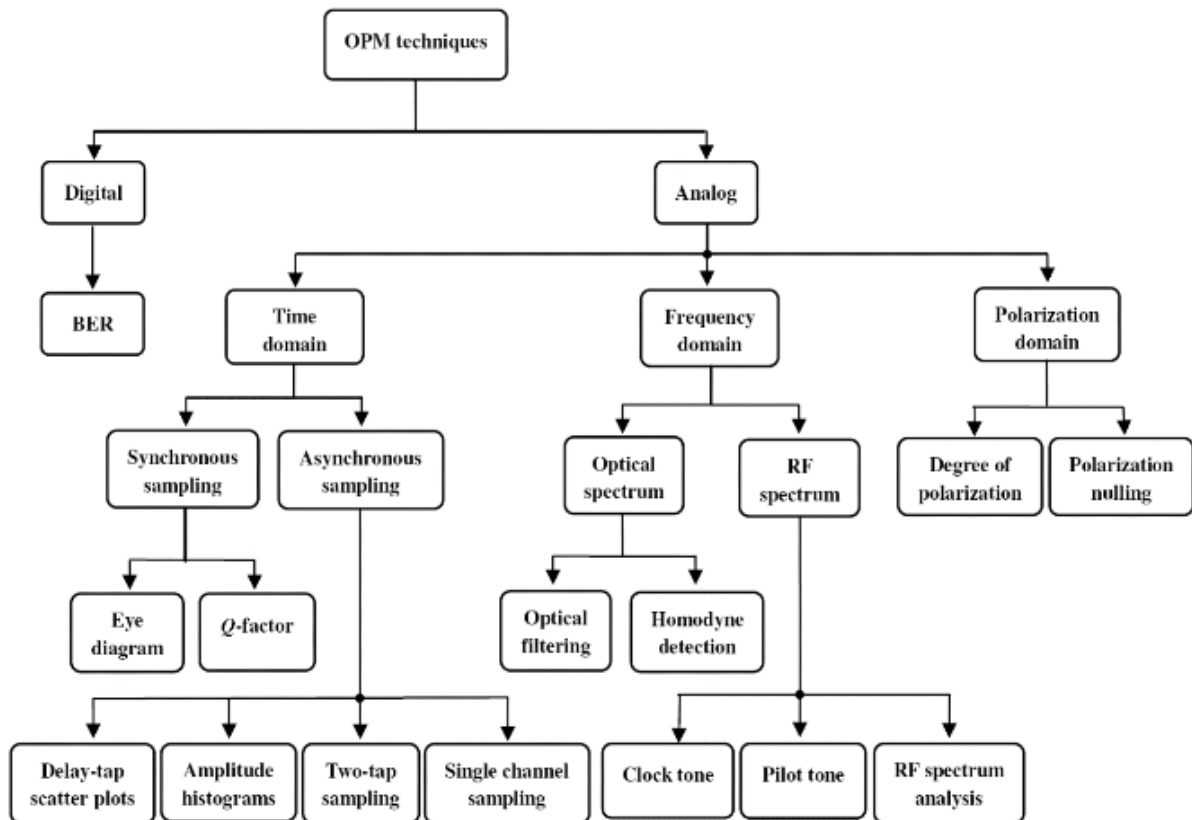 OPM techniques
Digital
Analog
BER
Time
domain
Frequency
domain
Polarization
domain
Synchronous
sampling
Asynchronous
sampling
Optical
spectrum
RF
spectrum
Degree of
polarization
Polarization
nulling
Eye
diagram
Q-factor
Optical
filtering
Homodyne
detection
Delay-tap
scatter plots
Amplitude
histograms
Two-tap
sampling
Single channel
sampling
Clock tone
Pilot tone
RF spectrum
analysis